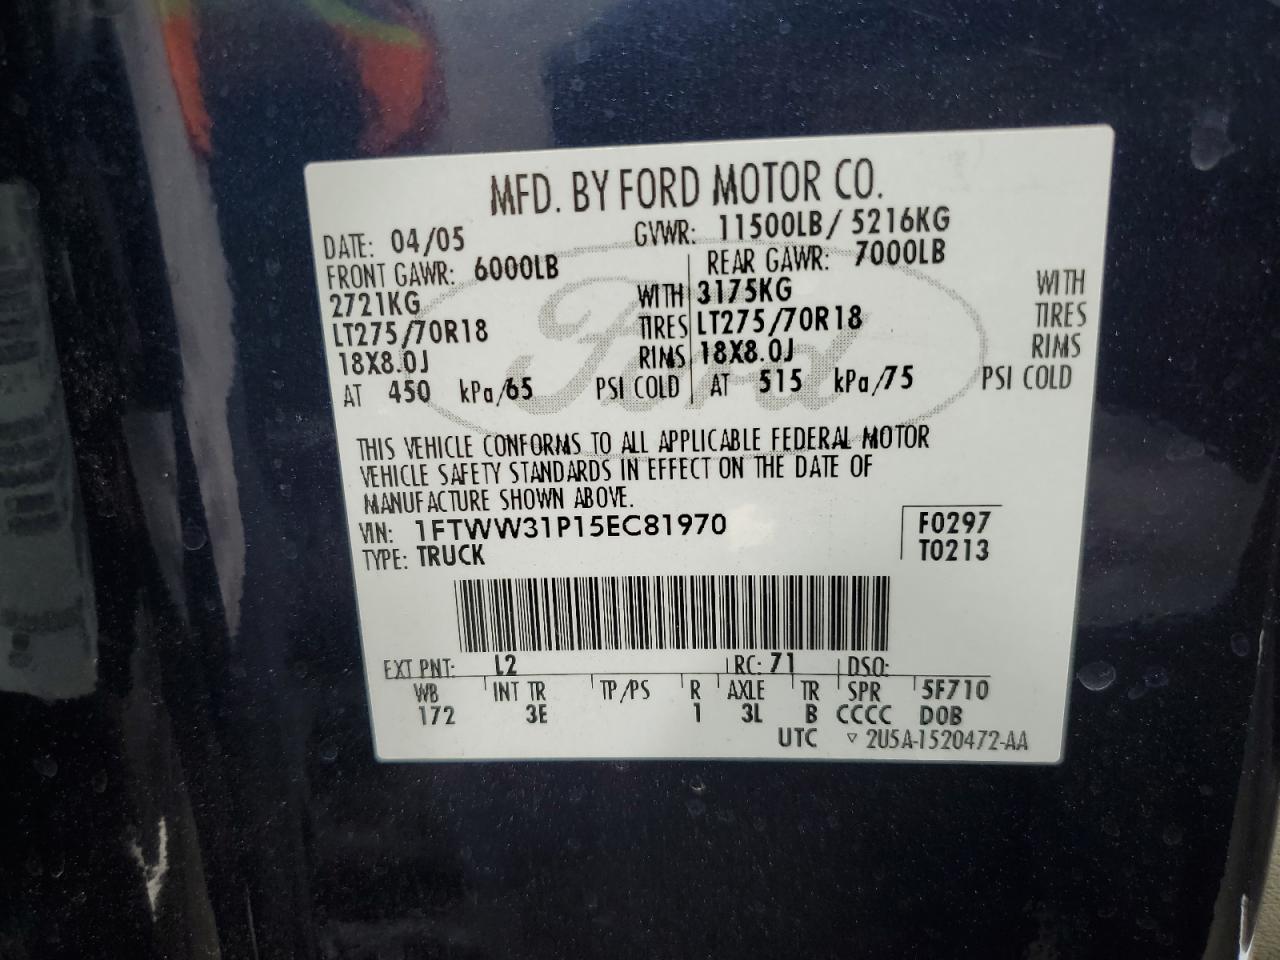 MFD. BY FORD MOTOR CO.
DATE: 04/05 GVWR: 11500LB/ 5216KG
FRONT GAWR: 6000LB REAR GAWR: 7000LB
2721KG WITH 3175KG WITH
LT275/70R18 TIRES LT275/70R18 TIRES
18X8.0J RIMS 18X8.0J RIMS
AT 450 kPa/65 PSI COLD AT 515 kPa/75 PSI COLD
Ford
THIS VEHICLE CONFORMS TO ALL APPLICABLE FEDERAL MOTOR
VEHICLE SAFETY STANDARDS IN EFFECT ON THE DATE OF
MANUFACTURE SHOWN ABOVE.
VIN: 1FTWW31P15EC81970 F0297
TYPE: TRUCK T0213
EXT PNT: L2 RC: 71 DSO:
WB INT TR TP/PS R AXLE TR SPR 5F710
172 3E 1 3L B CCCC D0B
UTC ▽ 2U5A-1520472-AA